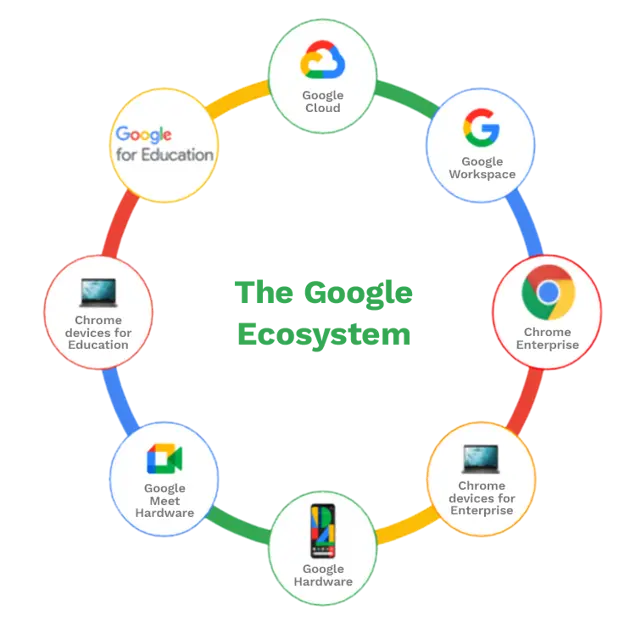 Google
Cloud
Google
Workspace
Chrome
Enterprise
Chrome
devices for
Enterprise
Google
Hardware
Google
Meet
Hardware
Chrome
devices for
Education
Google
for Education
The Google
Ecosystem